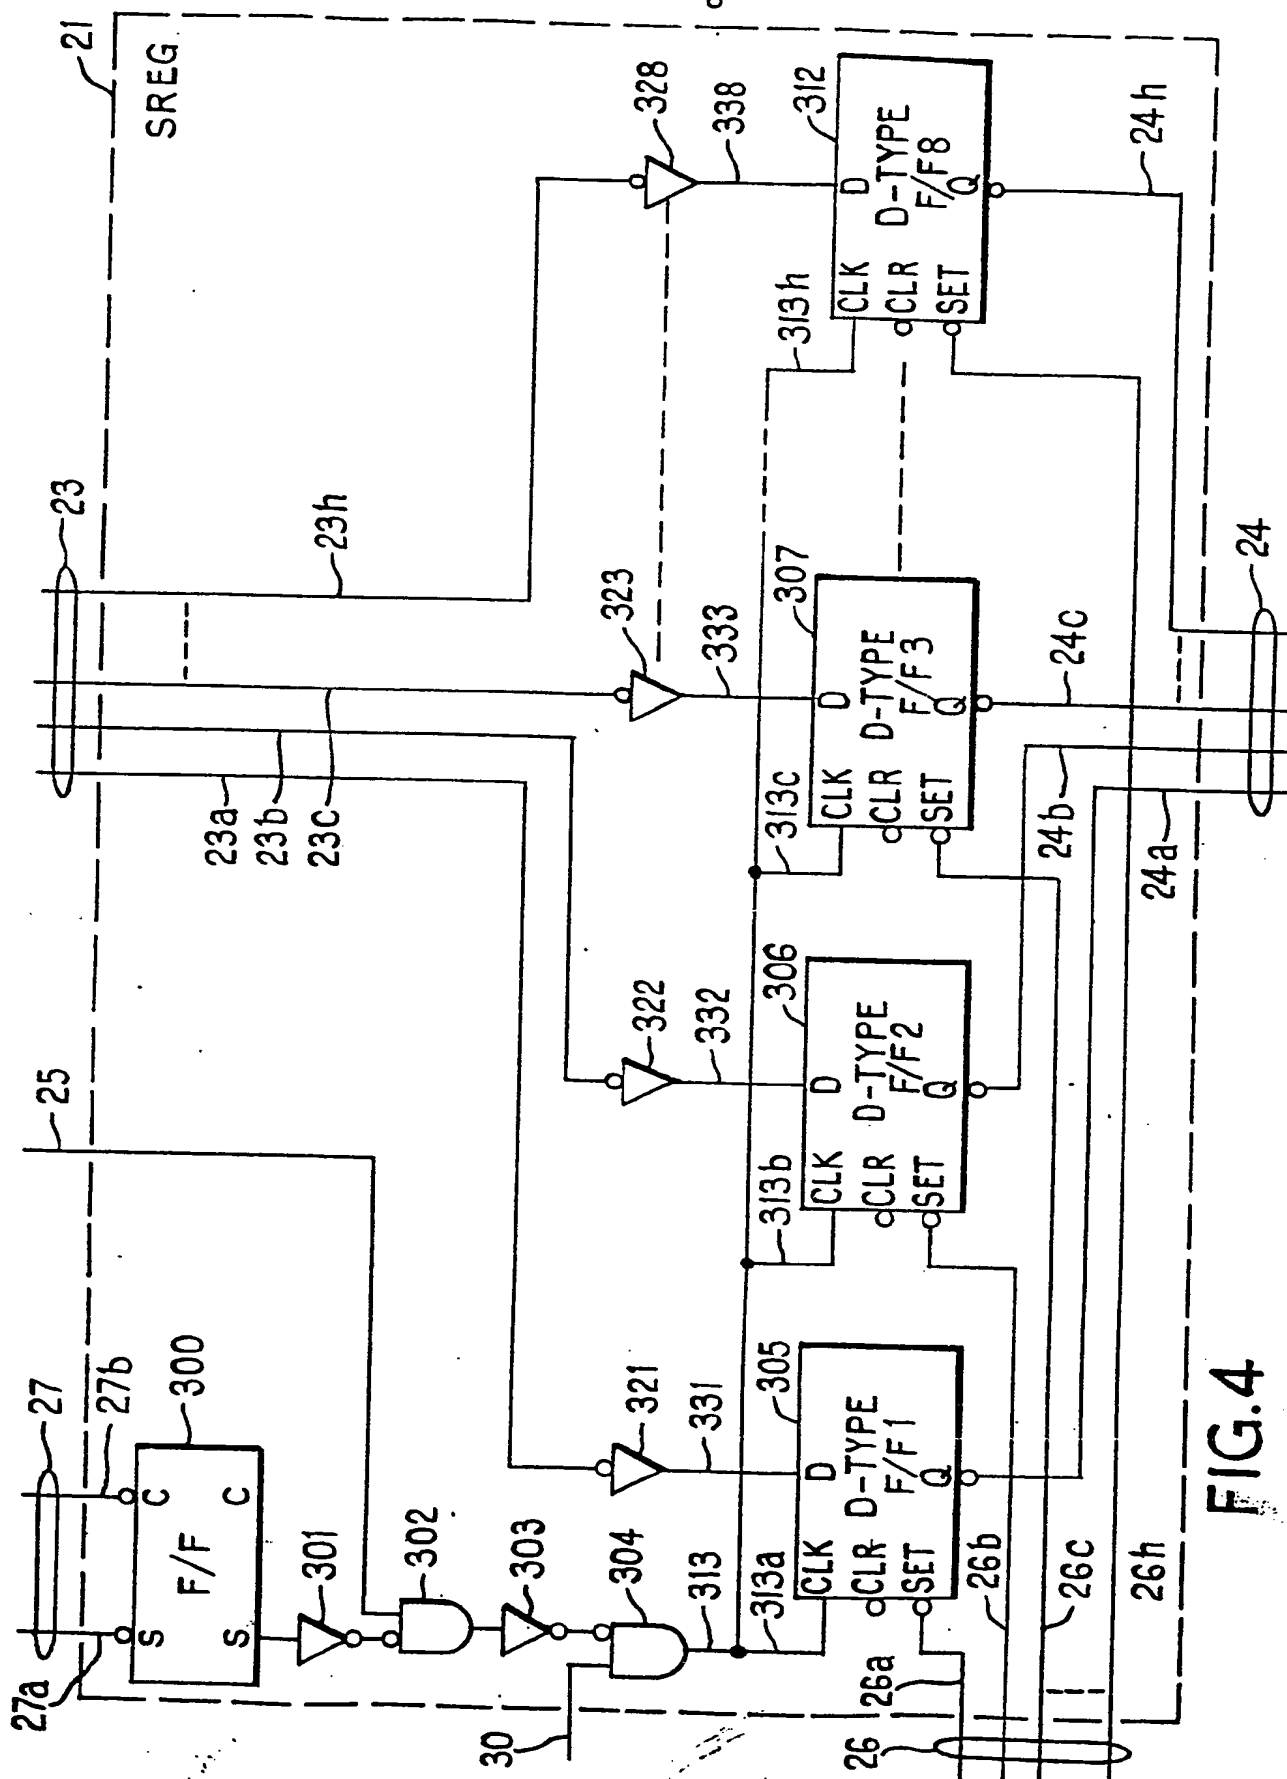 21
SREG
27
27a
27b
300
S
C
F/F
S
C
25
23
23a
23b
23c
23h
301
302
303
304
30
313
321
331
322
332
323
333
328
338
313a
305
CLK
D
D-TYPE
F/F1
CLR
SET
Q
313b
306
CLK
D
D-TYPE
F/F2
CLR
SET
Q
313c
307
CLK
D
D-TYPE
F/F3
CLR
SET
Q
313h
312
CLK
D
D-TYPE
F/F8
CLR
SET
Q
26
26a
26b
26c
26h
24a
24b
24c
24h
24
FIG.4